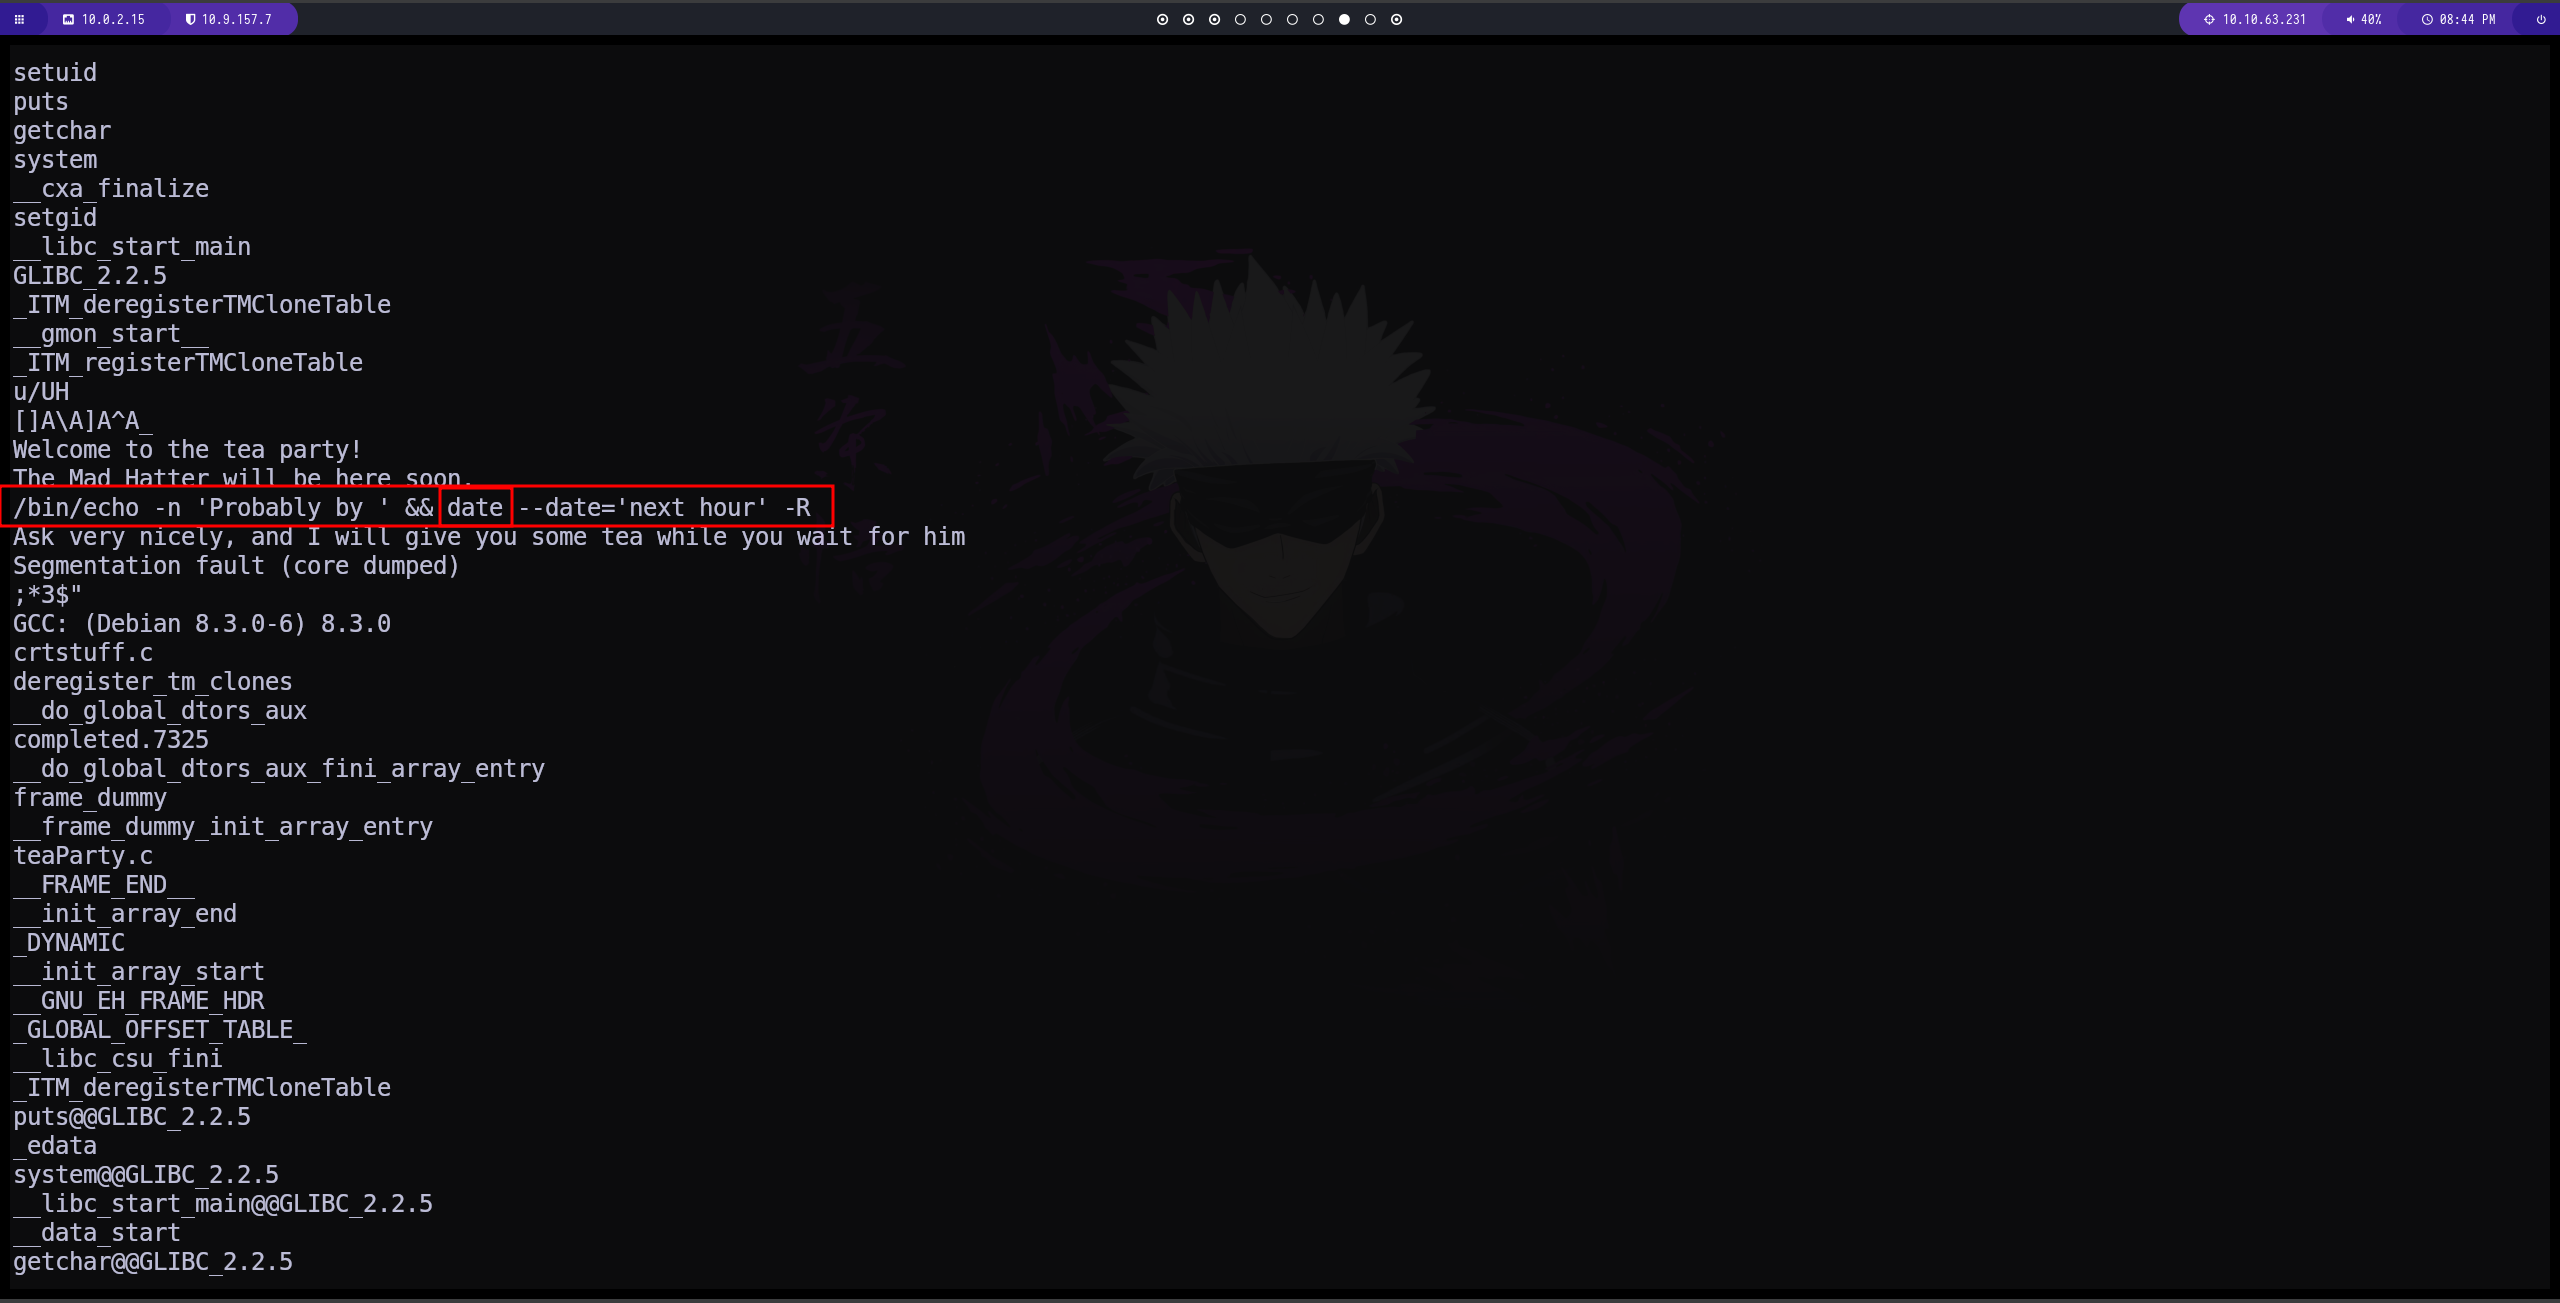 10.0.2.15 10.9.157.7 10.10.63.231 40% 08:44 PM
setuid
puts
getchar
system
__cxa_finalize
setgid
__libc_start_main
GLIBC_2.2.5
_ITM_deregisterTMCloneTable
__gmon_start__
_ITM_registerTMCloneTable
u/UH
[]A\A]A^A_
Welcome to the tea party!
The Mad Hatter will be here soon.
/bin/echo -n 'Probably by ' && date --date='next hour' -R
Ask very nicely, and I will give you some tea while you wait for him
Segmentation fault (core dumped)
;*3$"
GCC: (Debian 8.3.0-6) 8.3.0
crtstuff.c
deregister_tm_clones
__do_global_dtors_aux
completed.7325
__do_global_dtors_aux_fini_array_entry
frame_dummy
__frame_dummy_init_array_entry
teaParty.c
__FRAME_END__
__init_array_end
_DYNAMIC
__init_array_start
__GNU_EH_FRAME_HDR
_GLOBAL_OFFSET_TABLE_
__libc_csu_fini
_ITM_deregisterTMCloneTable
puts@@GLIBC_2.2.5
_edata
system@@GLIBC_2.2.5
__libc_start_main@@GLIBC_2.2.5
__data_start
getchar@@GLIBC_2.2.5
五
条
悟